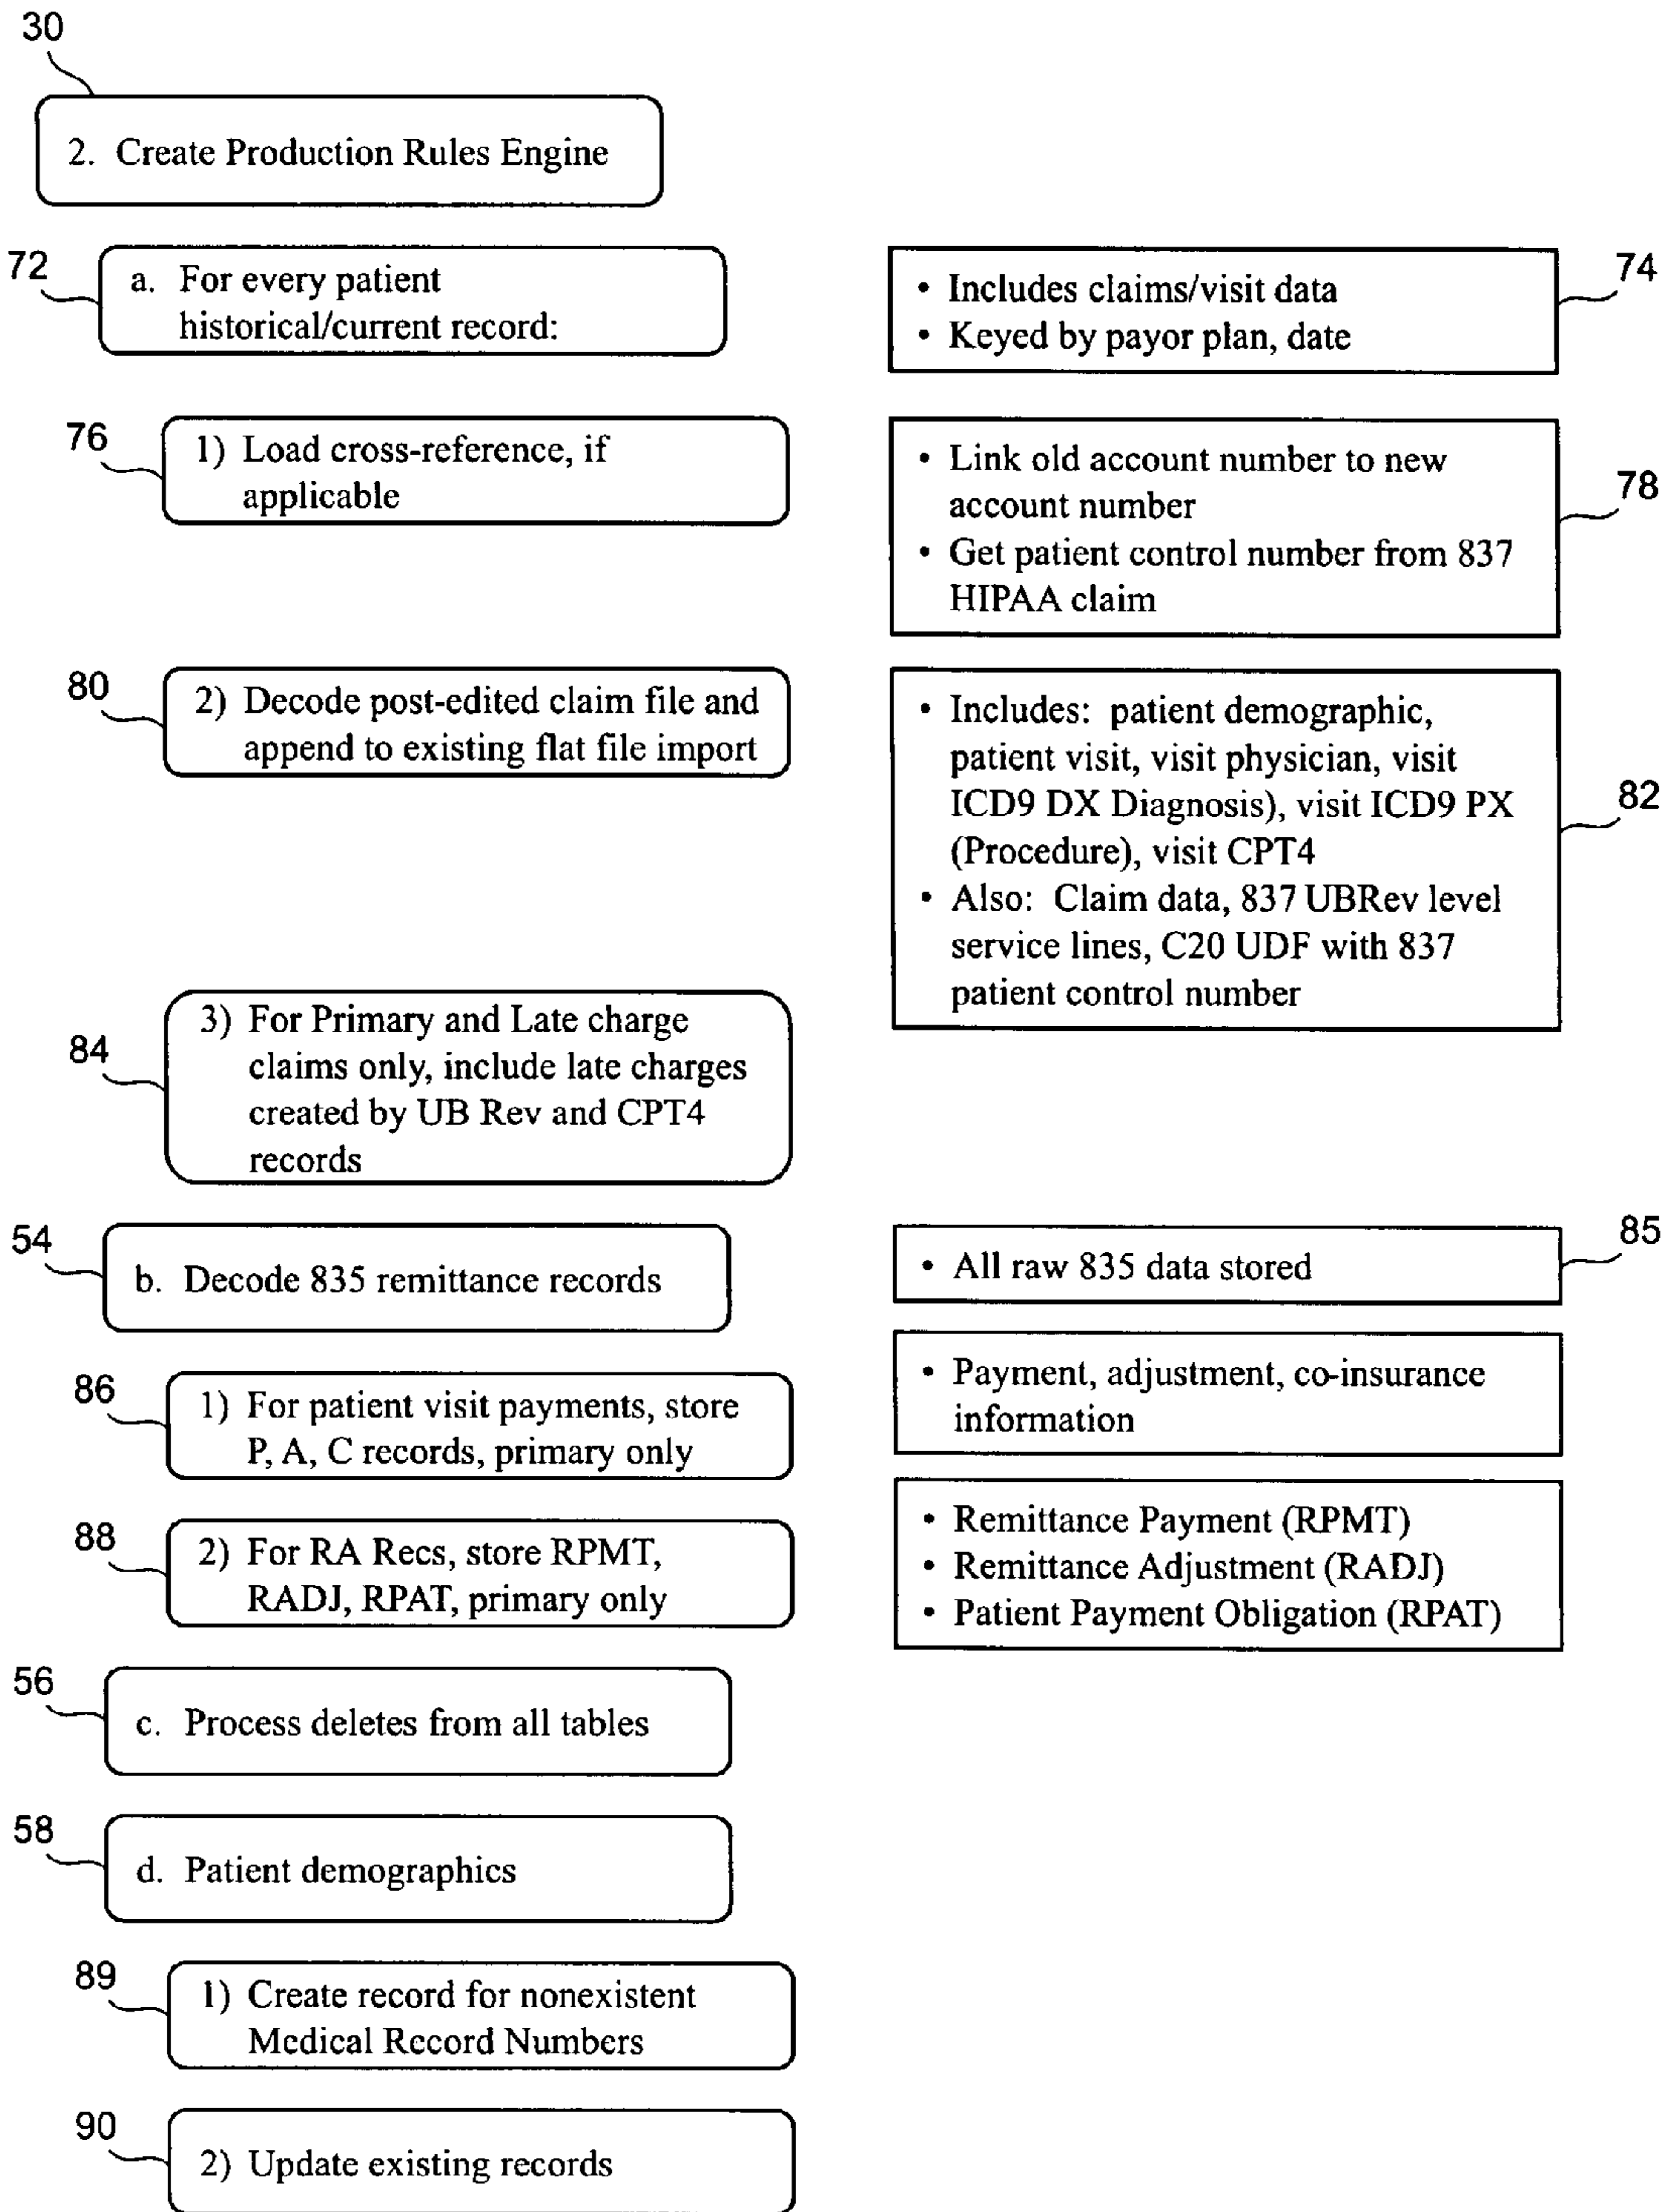 30
2. Create Production Rules Engine
72
a. For every patient
historical/current record:
74
• Includes claims/visit data
• Keyed by payor plan, date
76
1) Load cross-reference, if
applicable
78
• Link old account number to new
account number
• Get patient control number from 837
HIPAA claim
80
2) Decode post-edited claim file and
append to existing flat file import
82
• Includes: patient demographic,
patient visit, visit physician, visit
ICD9 DX Diagnosis), visit ICD9 PX
(Procedure), visit CPT4
• Also: Claim data, 837 UBRev level
service lines, C20 UDF with 837
patient control number
84
3) For Primary and Late charge
claims only, include late charges
created by UB Rev and CPT4
records
54
b. Decode 835 remittance records
85
• All raw 835 data stored
86
1) For patient visit payments, store
P, A, C records, primary only
• Payment, adjustment, co-insurance
information
88
2) For RA Recs, store RPMT,
RADJ, RPAT, primary only
• Remittance Payment (RPMT)
• Remittance Adjustment (RADJ)
• Patient Payment Obligation (RPAT)
56
c. Process deletes from all tables
58
d. Patient demographics
89
1) Create record for nonexistent
Medical Record Numbers
90
2) Update existing records